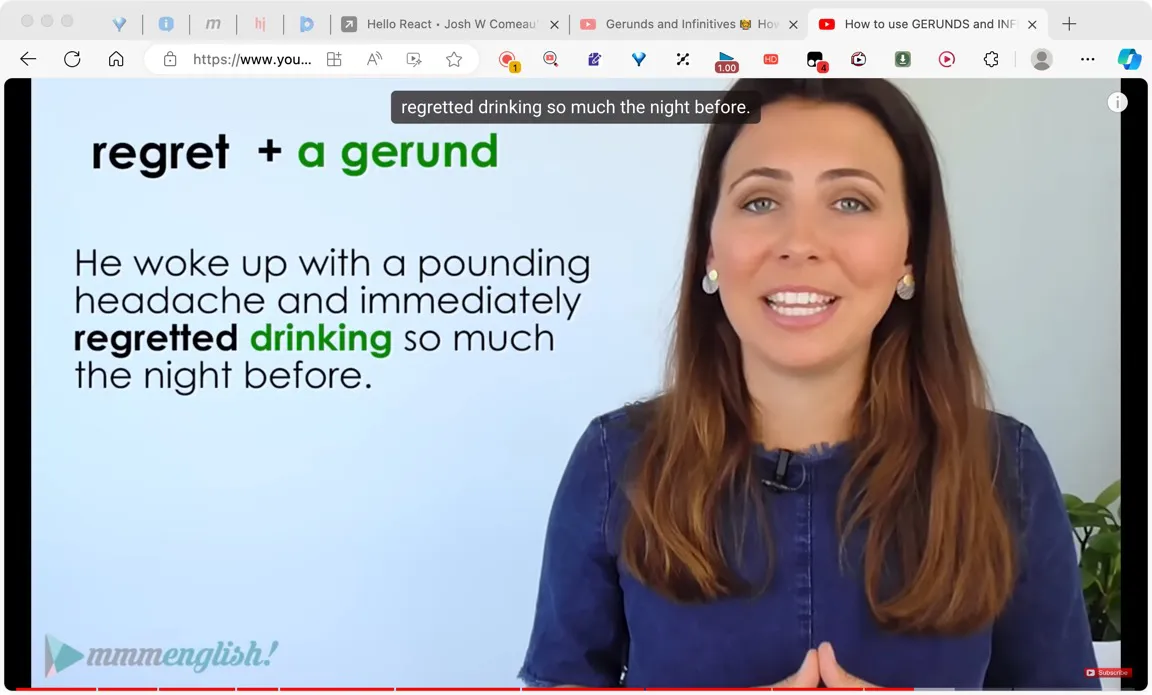 m
hj
Hello React • Josh W Comeau'
Gerunds and Infinitives 🙀 How
How to use GERUNDS and INF
https://www.you...
A
1
1.00
HD
4
regretted drinking so much the night before.
regret + a gerund
He woke up with a pounding
headache and immediately
regretted drinking so much
the night before.
mmmenglish!
Subscribe